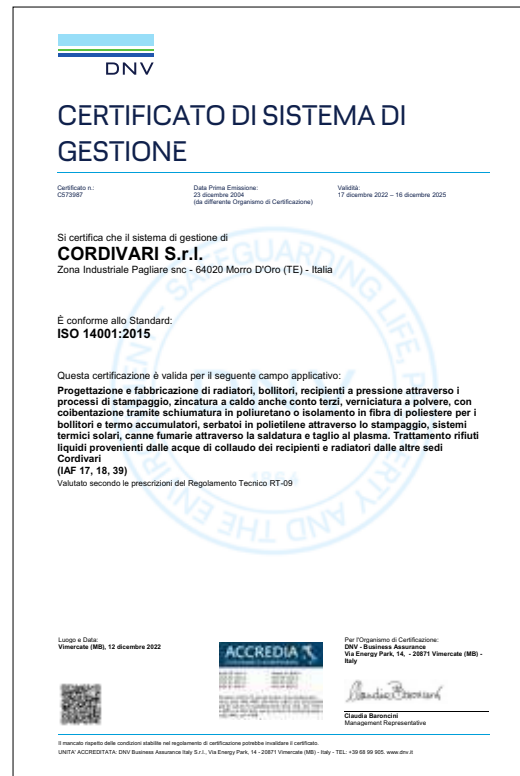 DNV
CERTIFICATO DI SISTEMA DI
GESTIONE
Certificato n.:
C573987
Data Prima Emissione:
23 dicembre 2004
(da differente Organismo di Certificazione)
Validità:
17 dicembre 2022 – 16 dicembre 2025
Si certifica che il sistema di gestione di
CORDIVARI S.r.l.
Zona Industriale Pagliare snc - 64020 Morro D'Oro (TE) - Italia
È conforme allo Standard:
ISO 14001:2015
Questa certificazione è valida per il seguente campo applicativo:
Progettazione e fabbricazione di radiatori, bollitori, recipienti a pressione attraverso i
processi di stampaggio, zincatura a caldo anche conto terzi, verniciatura a polvere, con
coibentazione tramite schiumatura in poliuretano o isolamento in fibra di poliestere per i
bollitori e termo accumulatori, serbatoi in polietilene attraverso lo stampaggio, sistemi
termici solari, canne fumarie attraverso la saldatura e taglio al plasma. Trattamento rifiuti
liquidi provenienti dalle acque di collaudo dei recipienti e radiatori dalle altre sedi
Cordivari
(IAF 17, 18, 39)
Valutato secondo le prescrizioni del Regolamento Tecnico RT-09
Luogo e Data:
Vimercate (MB), 12 dicembre 2022
ACCREDIA
Per l'Organismo di Certificazione:
DNV - Business Assurance
Via Energy Park, 14, - 20871 Vimercate (MB) -
Italy
Claudia Baroncini
Claudia Baroncini
Management Representative
Il mancato rispetto delle condizioni stabilite nel regolamento di certificazione potrebbe invalidare il certificato.
UNITA' ACCREDITATA: DNV Business Assurance Italy S.r.l., Via Energy Park, 14 - 20871 Vimercate (MB) - Italy - TEL: +39 68 99 905. www.dnv.it